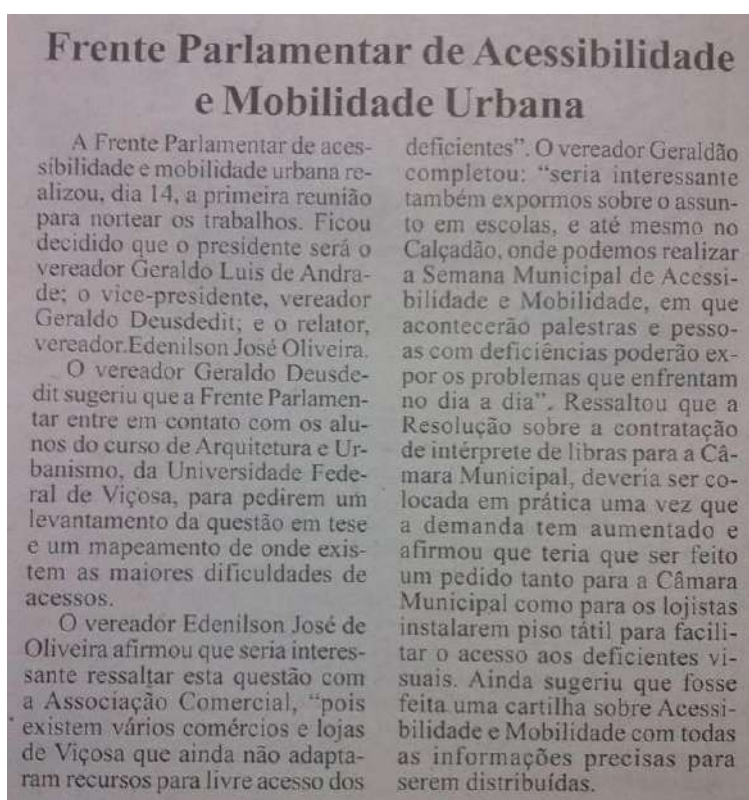 Frente Parlamentar de Acessibilidade
e Mobilidade Urbana
A Frente Parlamentar de aces-
sibilidade e mobilidade urbana re-
alizou, dia 14, a primeira reunião
para nortear os trabalhos. Ficou
decidido que o presidente será o
vereador Geraldo Luis de Andra-
de; o vice-presidente, vereador
Geraldo Deusdedit; e o relator,
vereador.Edenilson José Oliveira.
O vereador Geraldo Deusde-
dit sugeriu que a Frente Parlamen-
tar entre em contato com os alu-
nos do curso de Arquitetura e Ur-
banismo, da Universidade Fede-
ral de Viçosa, para pedirem um
levantamento da questão em tese
e um mapeamento de onde exis-
tem as maiores dificuldades de
acessos.
O vereador Edenilson José de
Oliveira afirmou que seria interes-
sante ressaltar esta questão com
a Associação Comercial, “pois
existem vários comércios e lojas
de Viçosa que ainda não adapta-
ram recursos para livre acesso dos
deficientes”. O vereador Geraldão
completou: “seria interessante
também expormos sobre o assun-
to em escolas, e até mesmo no
Calçadão, onde podemos realizar
a Semana Municipal de Acessi-
bilidade e Mobilidade, em que
acontecerão palestras e pesso-
as com deficiências poderão ex-
por os problemas que enfrentam
no dia a dia”. Ressaltou que a
Resolução sobre a contratação
de intérprete de libras para a Câ-
mara Municipal, deveria ser co-
locada em prática uma vez que
a demanda tem aumentado e
afirmou que teria que ser feito
um pedido tanto para a Câmara
Municipal como para os lojistas
instalarem piso tátil para facili-
tar o acesso aos deficientes vi-
suais. Ainda sugeriu que fosse
feita uma cartilha sobre Acessi-
bilidade e Mobilidade com todas
as informações precisas para
serem distribuídas.